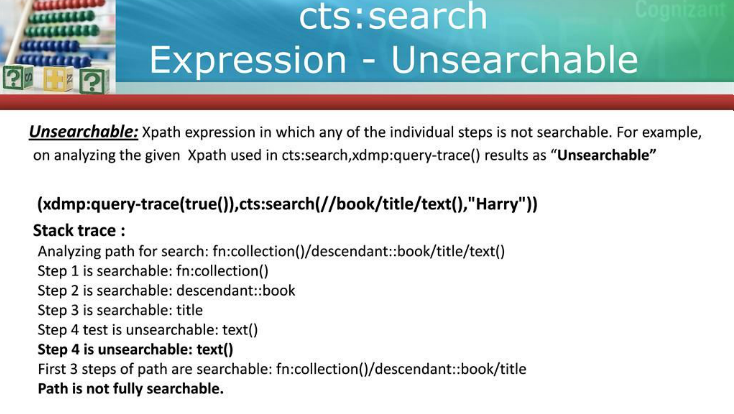 cts:search
Cognizant
Expression - Unsearchable
Unsearchable: Xpath expression in which any of the individual steps is not searchable. For example,
on analyzing the given Xpath used in cts:search,xdmp:query-trace() results as “Unsearchable”
(xdmp:query-trace(true()),cts:search(//book/title/text(),"Harry"))
Stack trace :
Analyzing path for search: fn:collection()/descendant::book/title/text()
Step 1 is searchable: fn:collection()
Step 2 is searchable: descendant::book
Step 3 is searchable: title
Step 4 test is unsearchable: text()
Step 4 is unsearchable: text()
First 3 steps of path are searchable: fn:collection()/descendant::book/title
Path is not fully searchable.